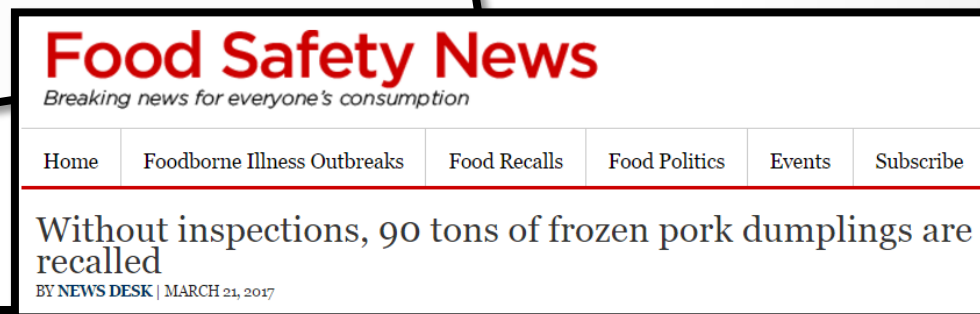 Food Safety News
Breaking news for everyone's consumption
Home Foodborne Illness Outbreaks Food Recalls Food Politics Events Subscribe
Without inspections, 90 tons of frozen pork dumplings are
recalled
BY NEWS DESK | MARCH 21, 2017